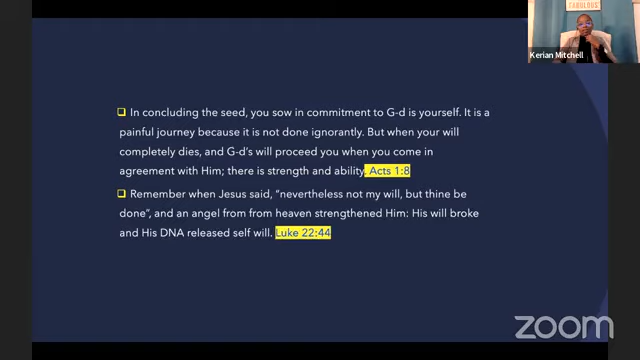 FABULOUS
Kerian Mitchell
In concluding the seed, you sow in commitment to G-d is yourself. It is a
painful journey because it is not done ignorantly. But when your will
completely dies, and G-d's will proceed you when you come in
agreement with Him; there is strength and ability. Acts 1:8
Remember when Jesus said, "nevertheless not my will, but thine be
done", and an angel from from heaven strengthened Him: His will broke
and His DNA released self will. Luke 22:44
zoom